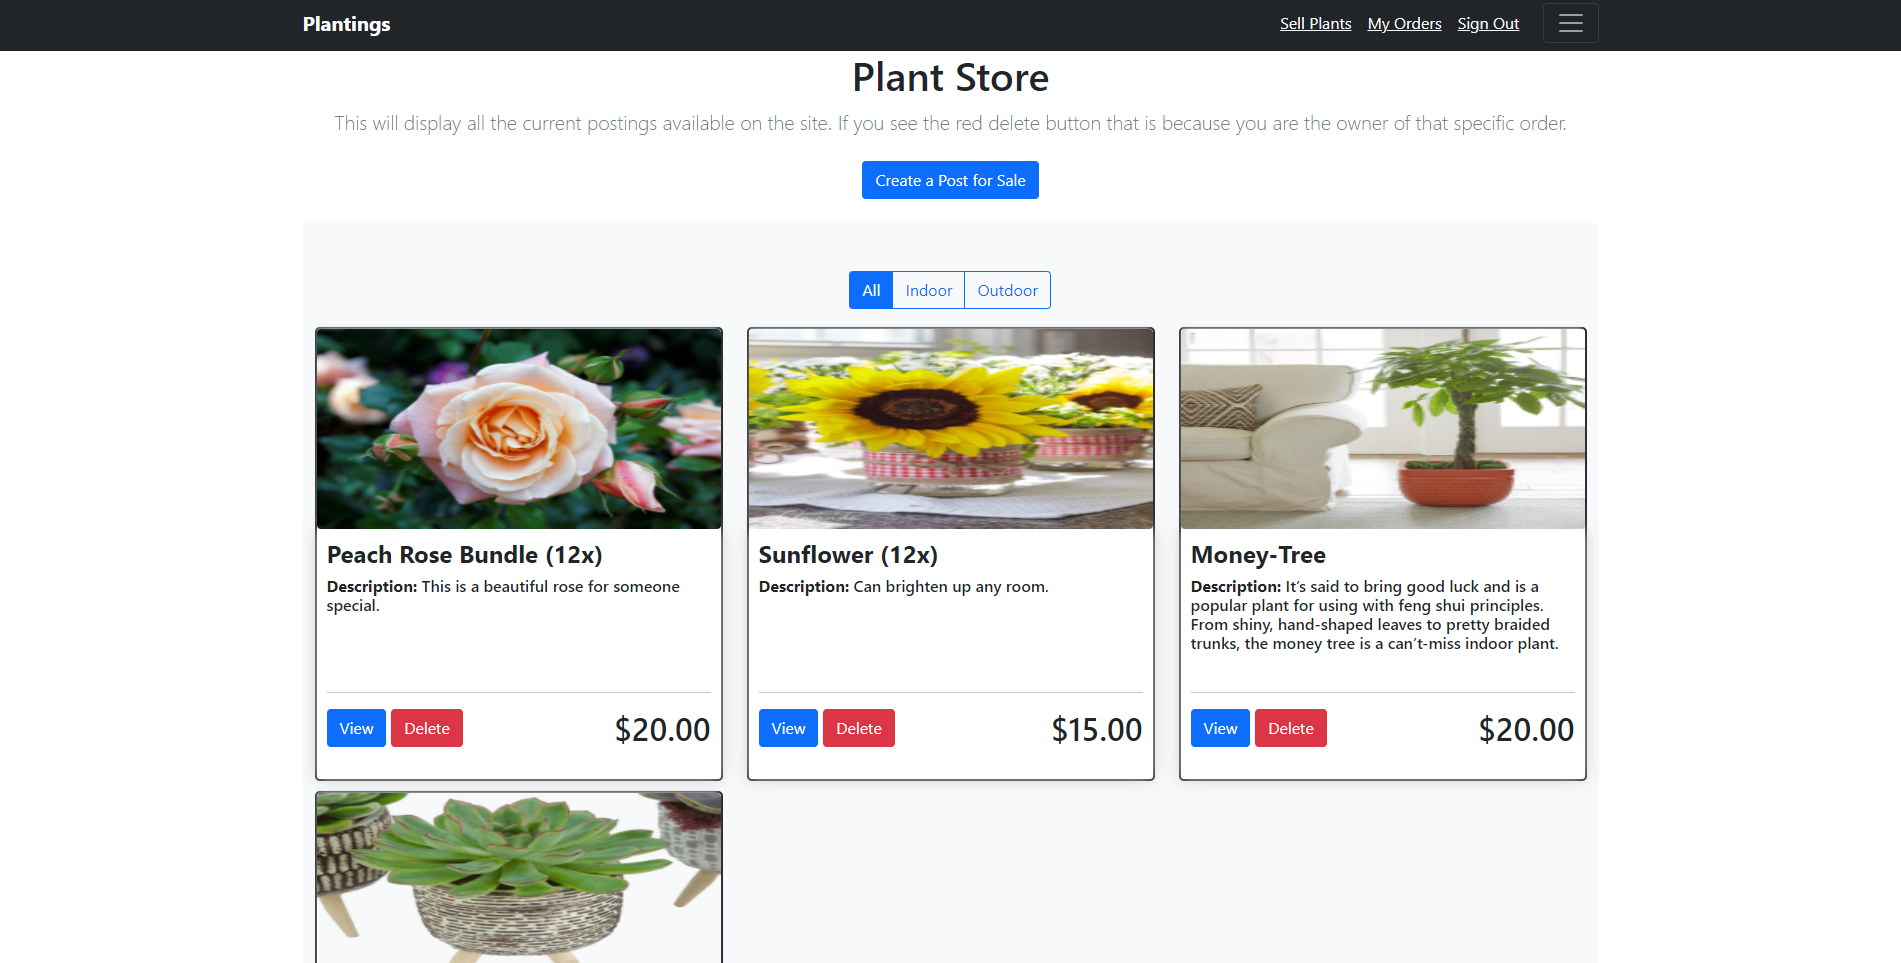 Plantings
Sell Plants My Orders Sign Out
Plant Store
This will display all the current postings available on the site. If you see the red delete button that is because you are the owner of that specific order.
Create a Post for Sale
All Indoor Outdoor
Peach Rose Bundle (12x)
Description: This is a beautiful rose for someone
special.
View Delete $20.00
Sunflower (12x)
Description: Can brighten up any room.
View Delete $15.00
Money-Tree
Description: It’s said to bring good luck and is a
popular plant for using with feng shui principles.
From shiny, hand-shaped leaves to pretty braided
trunks, the money tree is a can’t-miss indoor plant.
View Delete $20.00